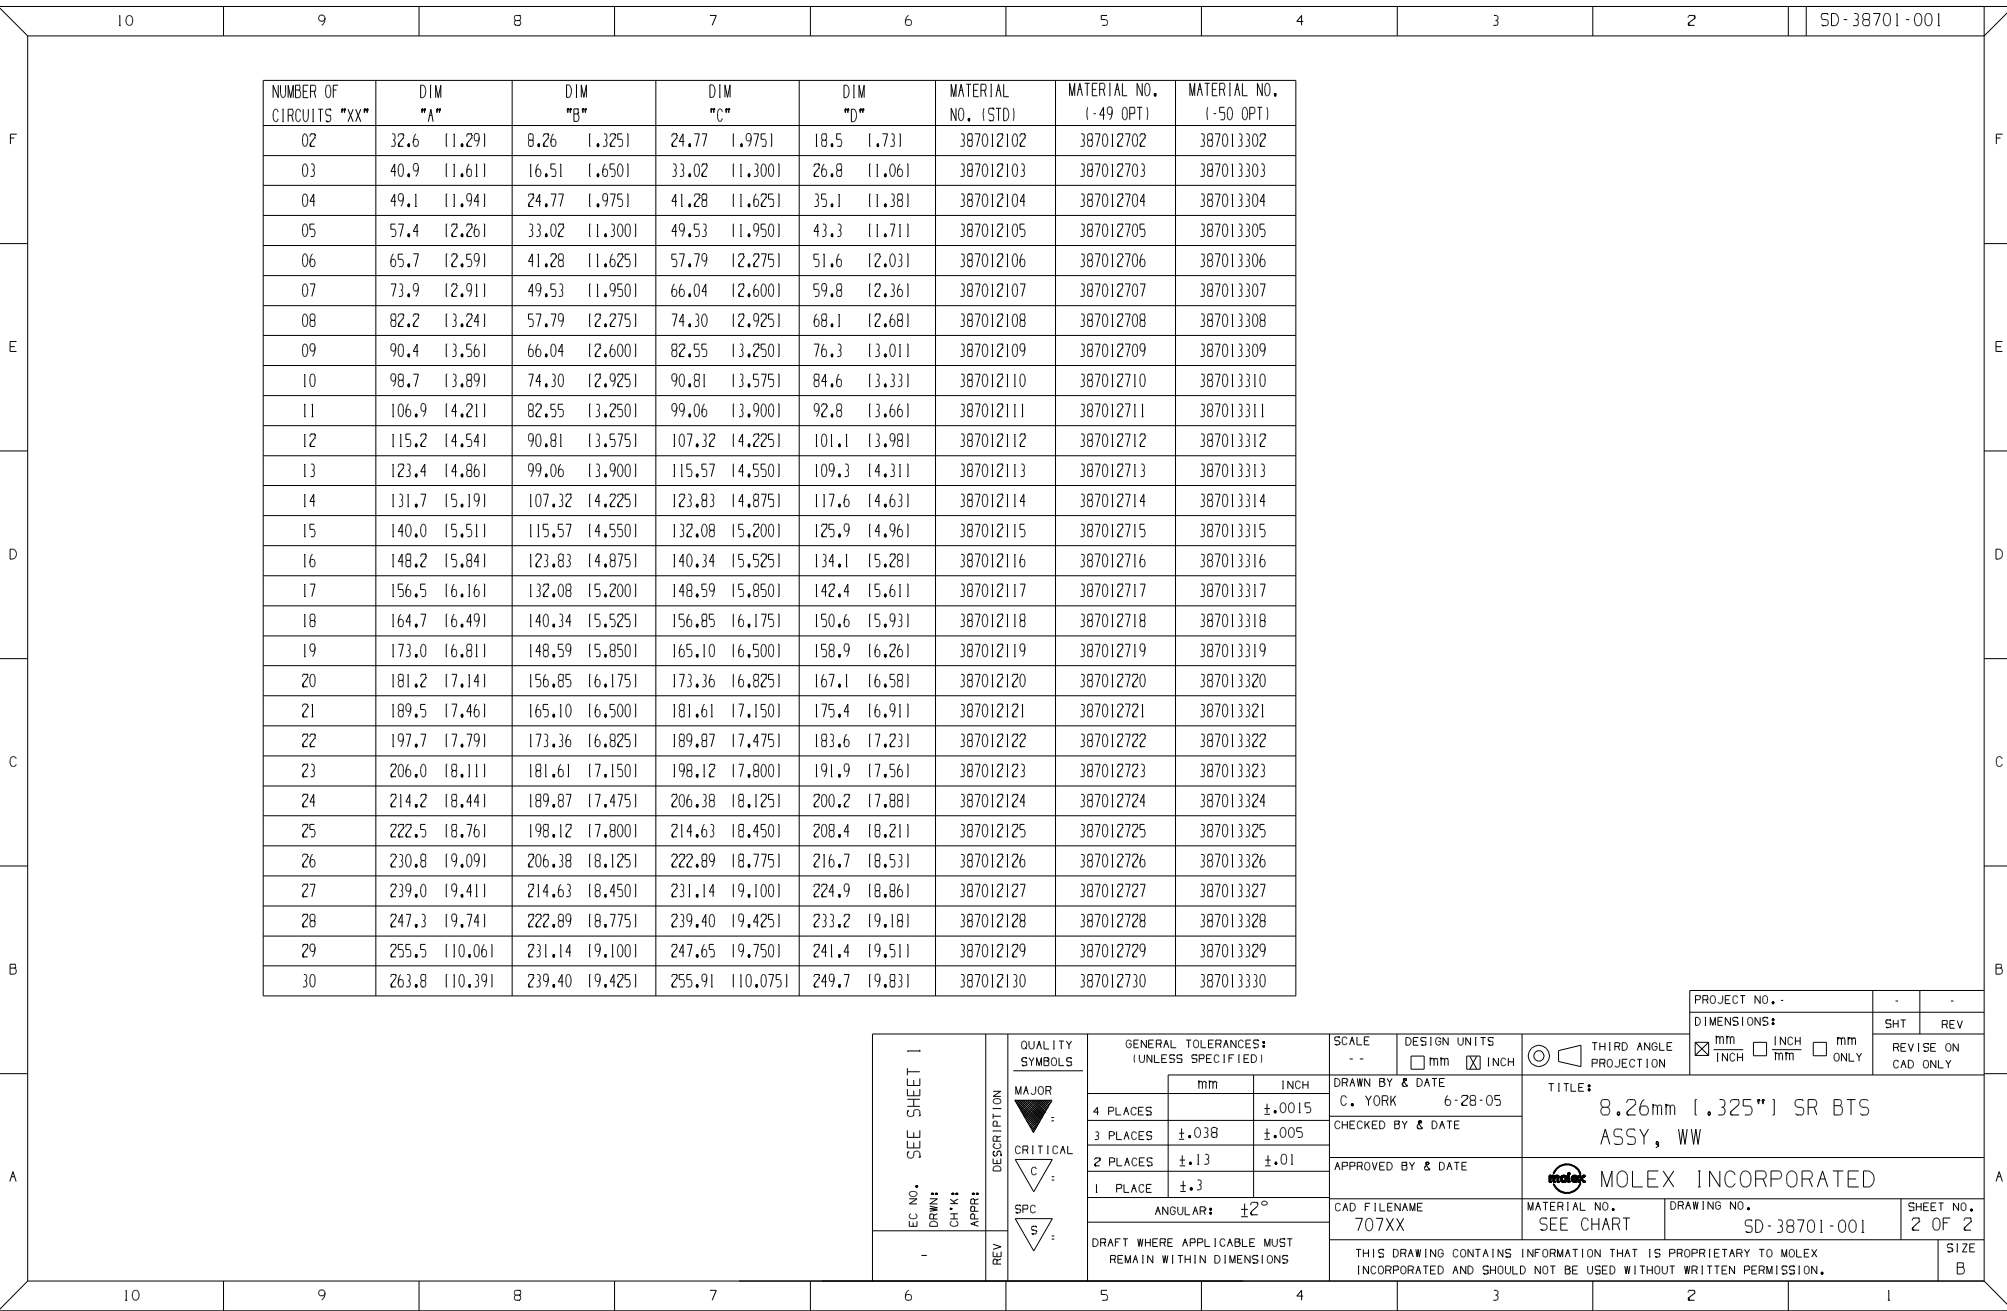 10 9 8 7 6 5 4 3 2 SD-38701-001
F F
E E
D D
C C
B B
A A
NUMBER OF CIRCUITS "XX" DIM "A" DIM "B" DIM "C" DIM "D" MATERIAL NO. (STD) MATERIAL NO. (-49 OPT) MATERIAL NO. (-50 OPT)
02 32.6 [1.29] 8.26 [.325] 24.77 [.975] 18.5 [.73] 387012102 387012702 387013302
03 40.9 [1.61] 16.51 [.650] 33.02 [1.300] 26.8 [1.06] 387012103 387012703 387013303
04 49.1 [1.94] 24.77 [.975] 41.28 [1.625] 35.1 [1.38] 387012104 387012704 387013304
05 57.4 [2.26] 33.02 [1.300] 49.53 [1.950] 43.3 [1.71] 387012105 387012705 387013305
06 65.7 [2.59] 41.28 [1.625] 57.79 [2.275] 51.6 [2.03] 387012106 387012706 387013306
07 73.9 [2.91] 49.53 [1.950] 66.04 [2.600] 59.8 [2.36] 387012107 387012707 387013307
08 82.2 [3.24] 57.79 [2.275] 74.30 [2.925] 68.1 [2.68] 387012108 387012708 387013308
09 90.4 [3.56] 66.04 [2.600] 82.55 [3.250] 76.3 [3.01] 387012109 387012709 387013309
10 98.7 [3.89] 74.30 [2.925] 90.81 [3.575] 84.6 [3.33] 387012110 387012710 387013310
11 106.9 [4.21] 82.55 [3.250] 99.06 [3.900] 92.8 [3.66] 387012111 387012711 387013311
12 115.2 [4.54] 90.81 [3.575] 107.32 [4.225] 101.1 [3.98] 387012112 387012712 387013312
13 123.4 [4.86] 99.06 [3.900] 115.57 [4.550] 109.3 [4.31] 387012113 387012713 387013313
14 131.7 [5.19] 107.32 [4.225] 123.83 [4.875] 117.6 [4.63] 387012114 387012714 387013314
15 140.0 [5.51] 115.57 [4.550] 132.08 [5.200] 125.9 [4.96] 387012115 387012715 387013315
16 148.2 [5.84] 123.83 [4.875] 140.34 [5.525] 134.1 [5.28] 387012116 387012716 387013316
17 156.5 [6.16] 132.08 [5.200] 148.59 [5.850] 142.4 [5.61] 387012117 387012717 387013317
18 164.7 [6.49] 140.34 [5.525] 156.85 [6.175] 150.6 [5.93] 387012118 387012718 387013318
19 173.0 [6.81] 148.59 [5.850] 165.10 [6.500] 158.9 [6.26] 387012119 387012719 387013319
20 181.2 [7.14] 156.85 [6.175] 173.36 [6.825] 167.1 [6.58] 387012120 387012720 387013320
21 189.5 [7.46] 165.10 [6.500] 181.61 [7.150] 175.4 [6.91] 387012121 387012721 387013321
22 197.7 [7.79] 173.36 [6.825] 189.87 [7.475] 183.6 [7.23] 387012122 387012722 387013322
23 206.0 [8.11] 181.61 [7.150] 198.12 [7.800] 191.9 [7.56] 387012123 387012723 387013323
24 214.2 [8.44] 189.87 [7.475] 206.38 [8.125] 200.2 [7.88] 387012124 387012724 387013324
25 222.5 [8.76] 198.12 [7.800] 214.63 [8.450] 208.4 [8.21] 387012125 387012725 387013325
26 230.8 [9.09] 206.38 [8.125] 222.89 [8.775] 216.7 [8.53] 387012126 387012726 387013326
27 239.0 [9.41] 214.63 [8.450] 231.14 [9.100] 224.9 [8.86] 387012127 387012727 387013327
28 247.3 [9.74] 222.89 [8.775] 239.40 [9.425] 233.2 [9.18] 387012128 387012728 387013328
29 255.5 [10.06] 231.14 [9.100] 247.65 [9.750] 241.4 [9.51] 387012129 387012729 387013329
30 263.8 [10.39] 239.40 [9.425] 255.91 [10.075] 249.7 [9.83] 387012130 387012730 387013330
PROJECT NO. - - -
DIMENSIONS: SHT REV
mm INCH INCH mm mm ONLY
REVISE ON
CAD ONLY
EC NO. SEE SHEET 1
DRWN:
CH'K:
APPR:
-
DESCRIPTION
REV
QUALITY
SYMBOLS
MAJOR
=
CRITICAL
C =
SPC
S =
GENERAL TOLERANCES:
(UNLESS SPECIFIED)
mm INCH
4 PLACES ±.0015
3 PLACES ±.038 ±.005
2 PLACES ±.13 ±.01
1 PLACE ±.3
ANGULAR: ±2°
DRAFT WHERE APPLICABLE MUST
REMAIN WITHIN DIMENSIONS
SCALE
--
DESIGN UNITS
mm X INCH
THIRD ANGLE
PROJECTION
DRAWN BY & DATE
C. YORK 6-28-05
CHECKED BY & DATE
APPROVED BY & DATE
TITLE:
8.26mm [.325"] SR BTS
ASSY, WW
molex MOLEX INCORPORATED
CAD FILENAME
707XX
MATERIAL NO.
SEE CHART
DRAWING NO.
SD-38701-001
SHEET NO.
2 OF 2
THIS DRAWING CONTAINS INFORMATION THAT IS PROPRIETARY TO MOLEX
INCORPORATED AND SHOULD NOT BE USED WITHOUT WRITTEN PERMISSION.
SIZE
B
10 9 8 7 6 5 4 3 2 1